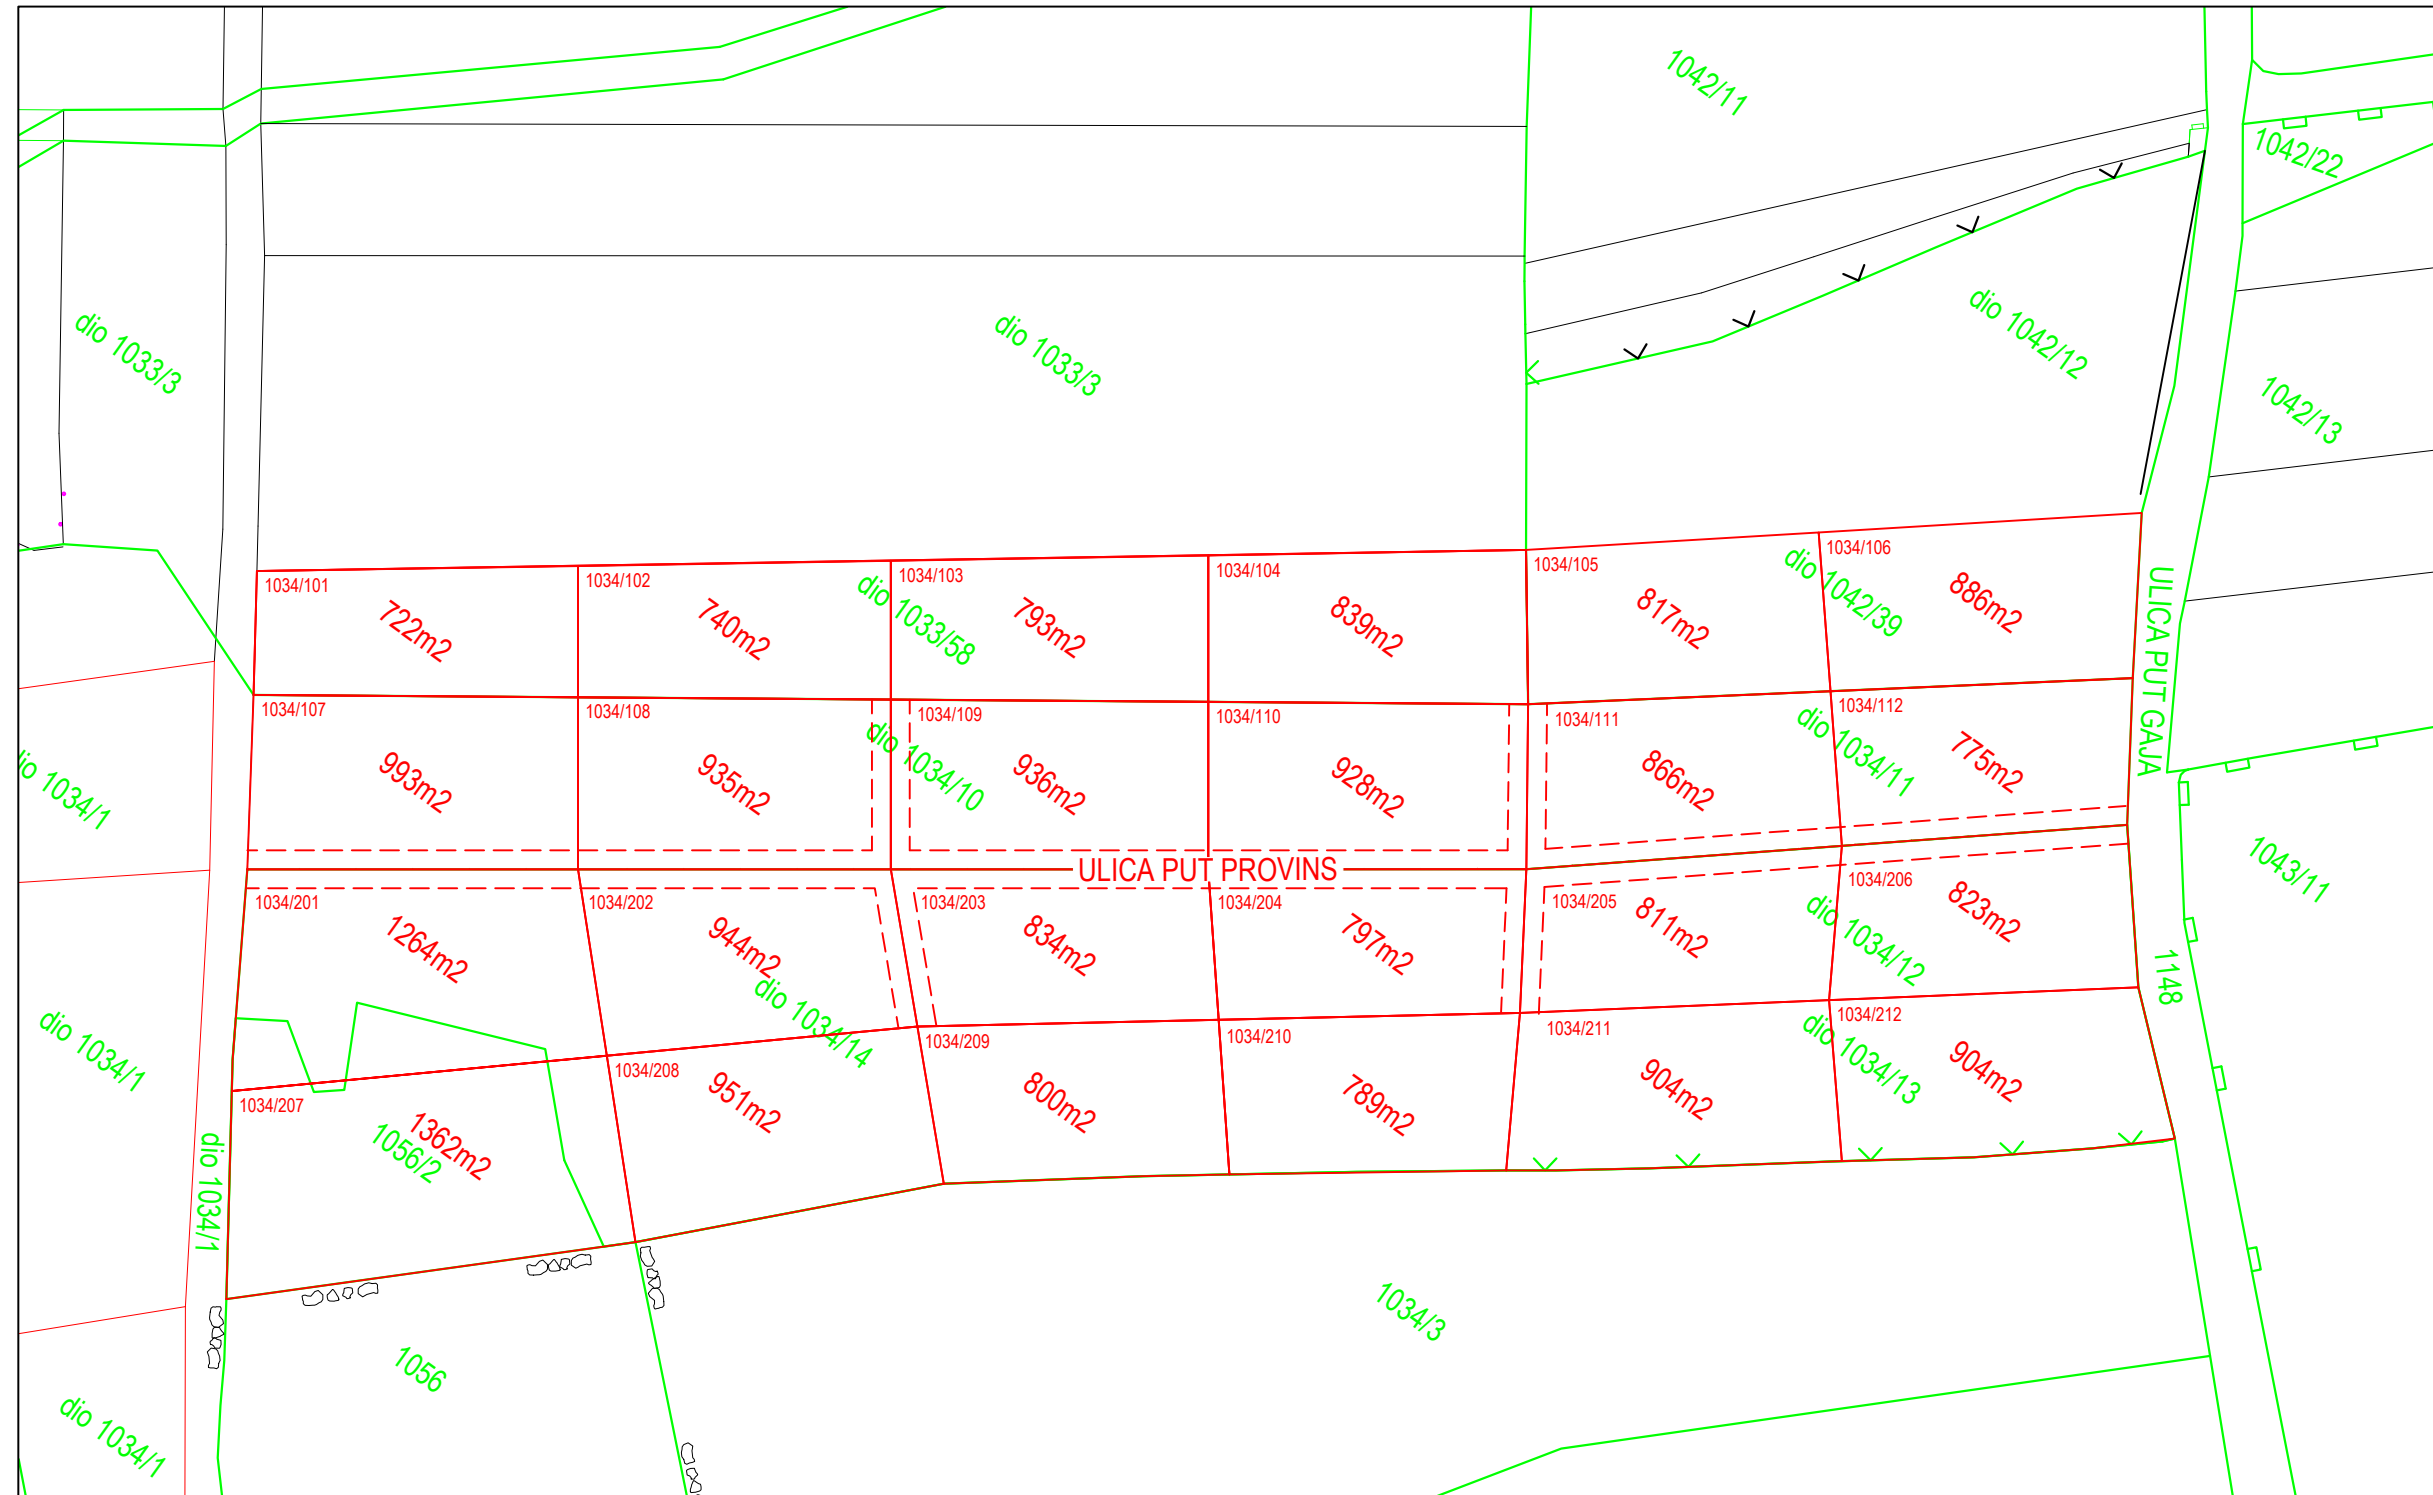 1042/11
1042/22
dio 1033/3
dio 1033/3
dio 1042/12
1042/13
1034/101
722m2
1034/102
740m2
dio 1033/58
1034/103
793m2
1034/104
839m2
1034/105
817m2
dio 1042/39
1034/106
886m2
ULICA PUT GAJA
1034/107
993m2
1034/108
935m2
dio 1034/10
1034/109
936m2
1034/110
928m2
1034/111
866m2
dio 1034/11
1034/112
775m2
dio 1034/1
ULICA PUT PROVINS
1043/11
1034/201
1264m2
1034/202
944m2
dio 1034/14
1034/203
834m2
1034/204
797m2
1034/205
811m2
dio 1034/12
1034/206
823m2
1148
dio 1034/1
1034/207
1362m2
1056/2
1034/208
951m2
1034/209
800m2
1034/210
789m2
1034/211
904m2
dio 1034/13
1034/212
904m2
dio 1034/1
1034/3
1056
dio 1034/1